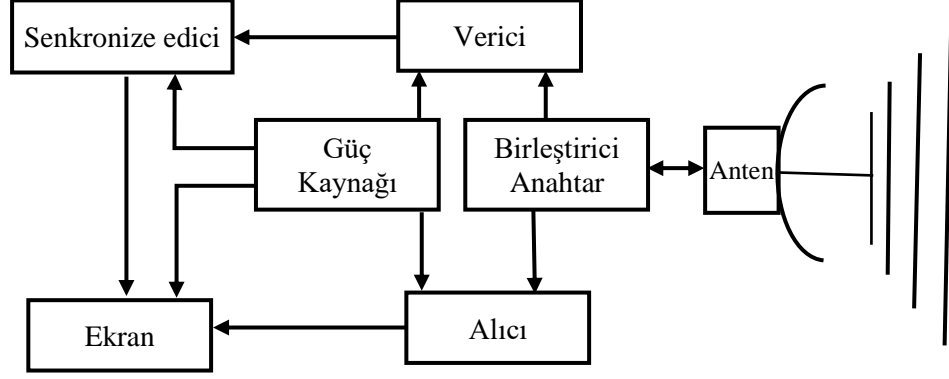 Senkronize edici
Verici
Güç
Kaynağı
Birleştirici
Anahtar
Anten
Ekran
Alıcı